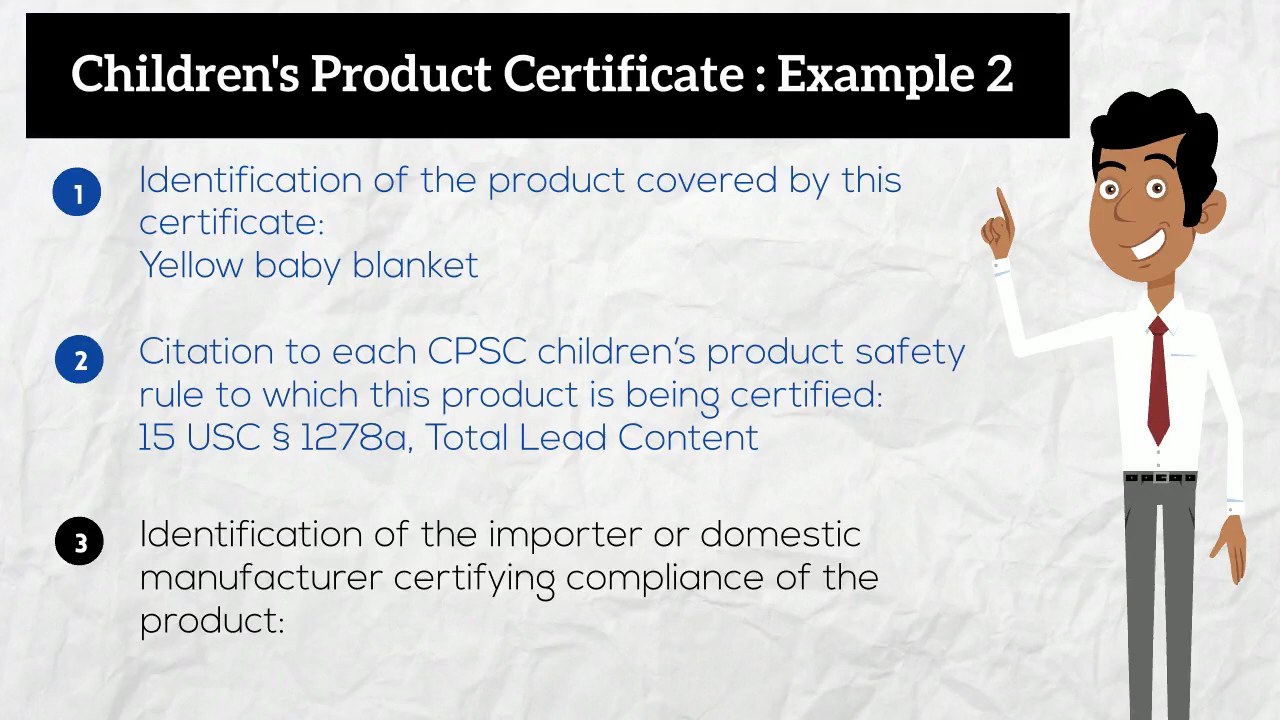 Children's Product Certificate : Example 2
1
Identification of the product covered by this
certificate:
Yellow baby blanket
2
Citation to each CPSC children's product safety
rule to which this product is being certified:
15 USC § 1278a, Total Lead Content
3
Identification of the importer or domestic
manufacturer certifying compliance of the
product: